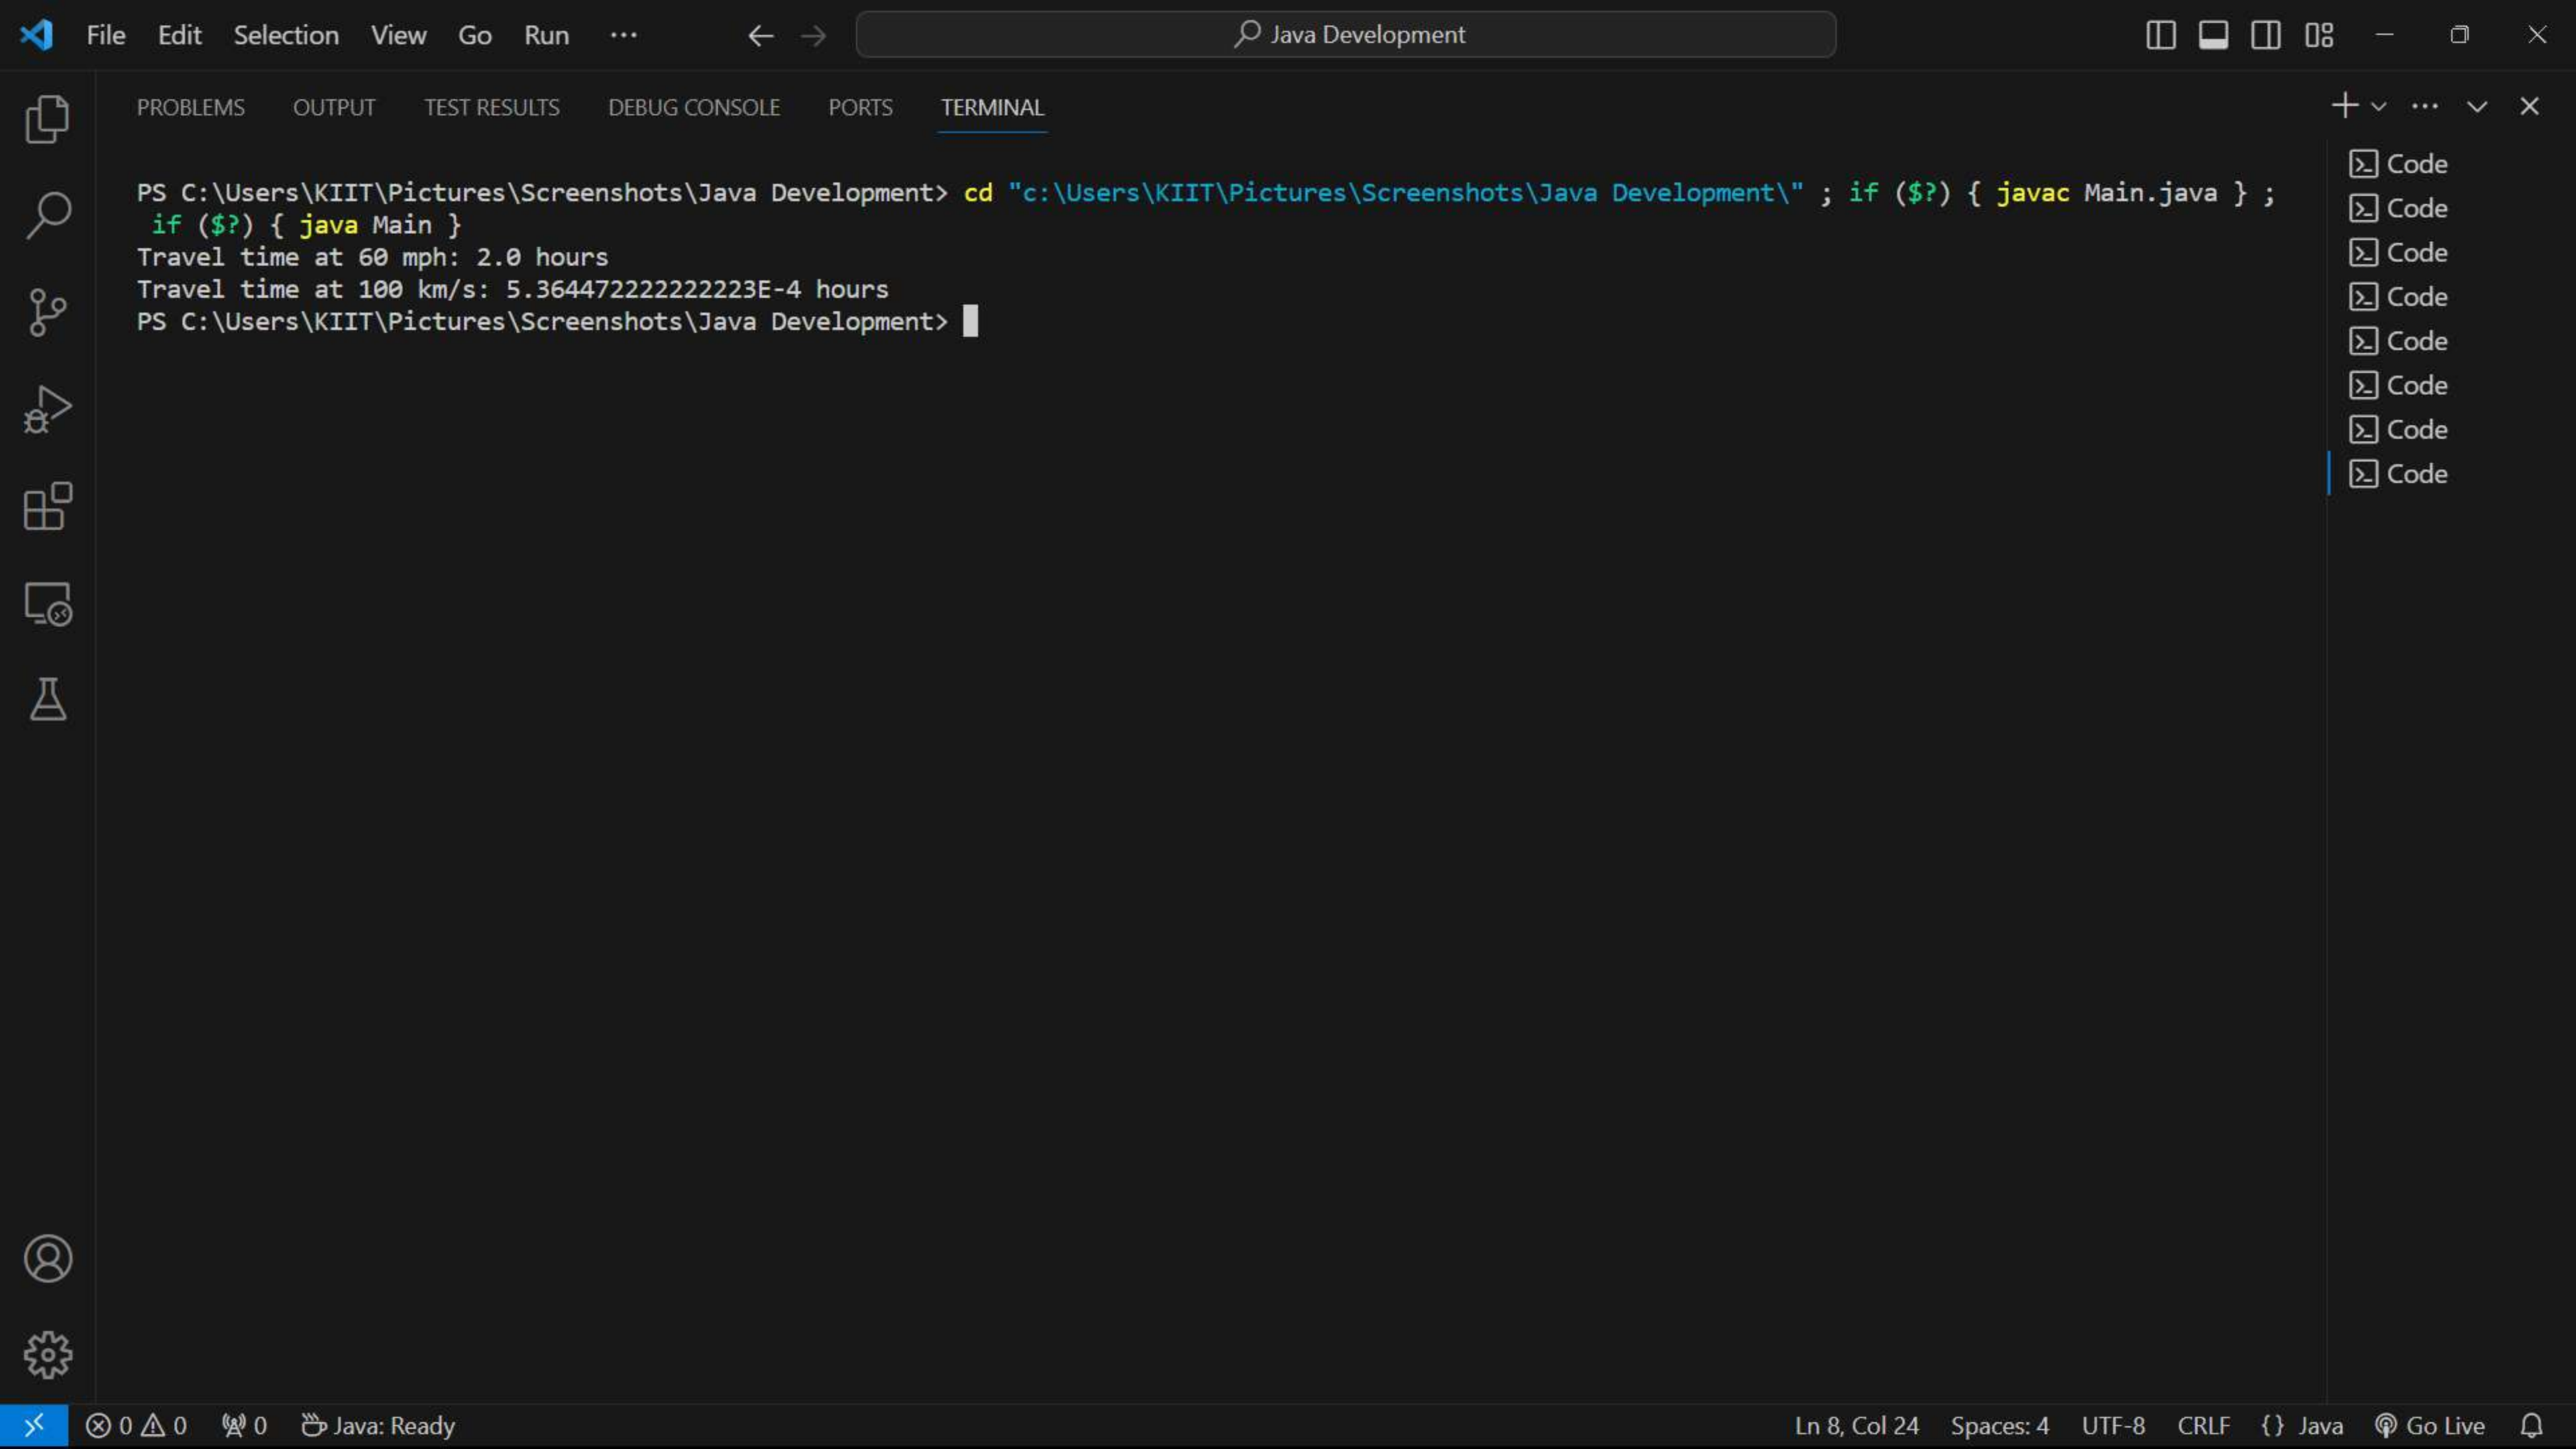 File Edit Selection View Go Run ···
Java Development
PROBLEMS OUTPUT TEST RESULTS DEBUG CONSOLE PORTS TERMINAL
PS C:\Users\KIIT\Pictures\Screenshots\Java Development> cd "c:\Users\KIIT\Pictures\Screenshots\Java Development\" ; if ($?) { javac Main.java } ;
if ($?) { java Main }
Travel time at 60 mph: 2.0 hours
Travel time at 100 km/s: 5.364472222222223E-4 hours
PS C:\Users\KIIT\Pictures\Screenshots\Java Development>
Code
Code
Code
Code
Code
Code
Code
Code
0 0 0 Java: Ready Ln 8, Col 24 Spaces: 4 UTF-8 CRLF {} Java Go Live